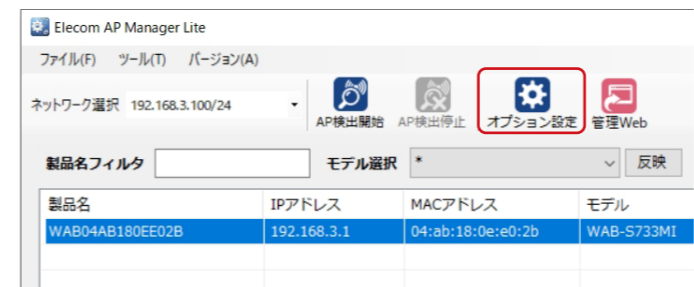 Elecom AP Manager Lite
ファイル(F) ツール(T) バージョン(A)
ネットワーク選択 192.168.3.100/24
AP検出開始 AP検出停止 オプション設定 管理Web
製品名フィルタ モデル選択 * 反映
製品名 IPアドレス MACアドレス モデル
WAB04AB180EE02B 192.168.3.1 04:ab:18:0e:e0:2b WAB-S733MI